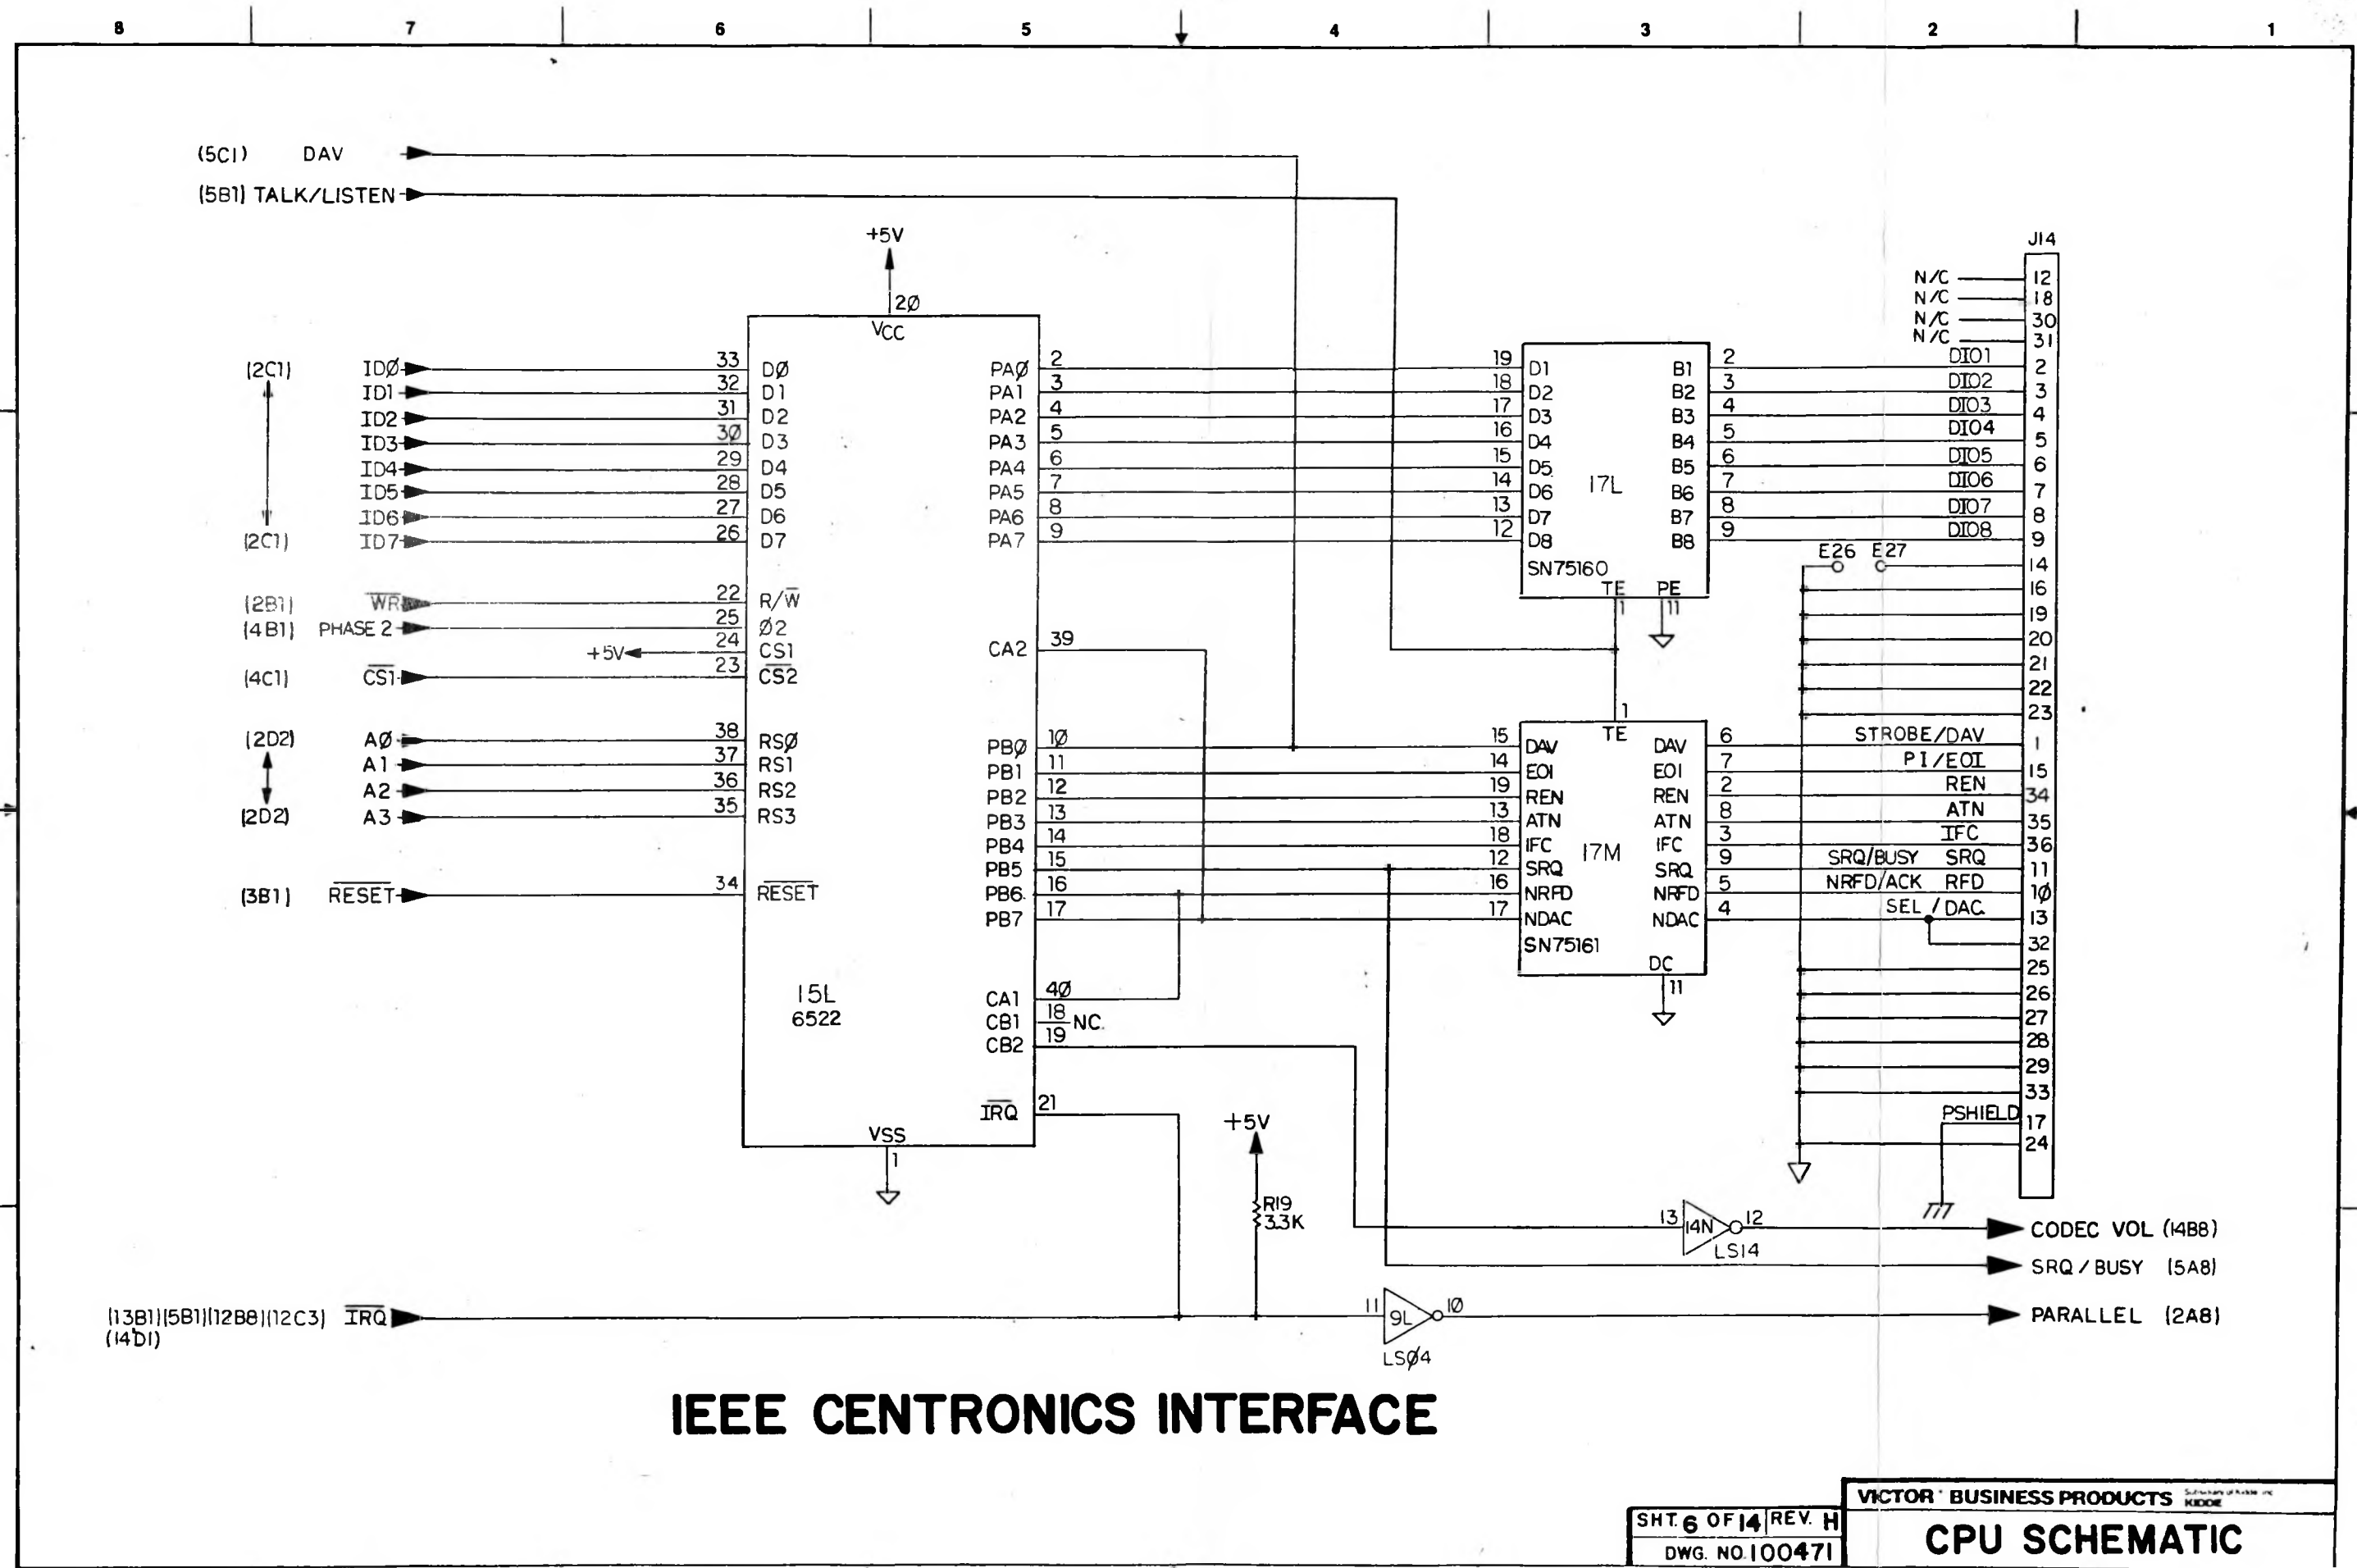 8 7 6 5 4 3 2 1
(5C1) DAV
(5B1) TALK/LISTEN
+5V
2Ø
VCC
J14
N/C 12
N/C 18
N/C 30
N/C 31
(2C1) IDØ 33 DØ PAØ 2 19 D1 B1 2 DIO1 2
ID1 32 D1 PA1 3 18 D2 B2 3 DIO2 3
ID2 31 D2 PA2 4 17 D3 B3 4 DIO3 4
ID3 3Ø D3 PA3 5 16 D4 B4 5 DIO4 5
ID4 29 D4 PA4 6 15 D5 B5 6 DIO5 6
ID5 28 D5 PA5 7 14 D6 17L B6 7 DIO6 7
ID6 27 D6 PA6 8 13 D7 B7 8 DIO7 8
(2C1) ID7 26 D7 PA7 9 12 D8 B8 9 DIO8 9
E26 E27 14
SN75160
TE PE
1 11
16
19
20
21
22
23
(2B1) WR 22 R/W
(4B1) PHASE 2 25 Ø2
+5V 24 CS1
CA2 39
(4C1) CS1 23 CS2
1
TE
(2D2) AØ 38 RSØ PBØ 1Ø 15 DAV DAV 6 STROBE/DAV 1
A1 37 RS1 PB1 11 14 EOI EOI 7 PI/EOI 15
A2 36 RS2 PB2 12 19 REN REN 2 REN 34
(2D2) A3 35 RS3 PB3 13 13 ATN ATN 8 ATN 35
PB4 14 18 IFC 17M IFC 3 IFC 36
PB5 15 12 SRQ SRQ 9 SRQ/BUSY SRQ 11
(3B1) RESET 34 RESET PB6 16 16 NRFD NRFD 5 NRFD/ACK RFD 1Ø
PB7 17 17 NDAC NDAC 4 SEL / DAC 13
SN75161
32
DC
11
25
26
27
28
29
33
PSHIELD 17
24
15L
6522
CA1 4Ø
CB1 18 NC.
CB2 19
IRQ 21
VSS
1
+5V
R19
3.3K
13 14N 12 CODEC VOL (14B8)
LS14
SRQ / BUSY (5A8)
(13B1)(5B1)(12B8)(12C3) IRQ 11 9L 1Ø PARALLEL (2A8)
(14D1)
LSØ4
IEEE CENTRONICS INTERFACE
VICTOR BUSINESS PRODUCTS KIDDE
SHT. 6 OF 14 REV. H
DWG. NO. 100471
CPU SCHEMATIC